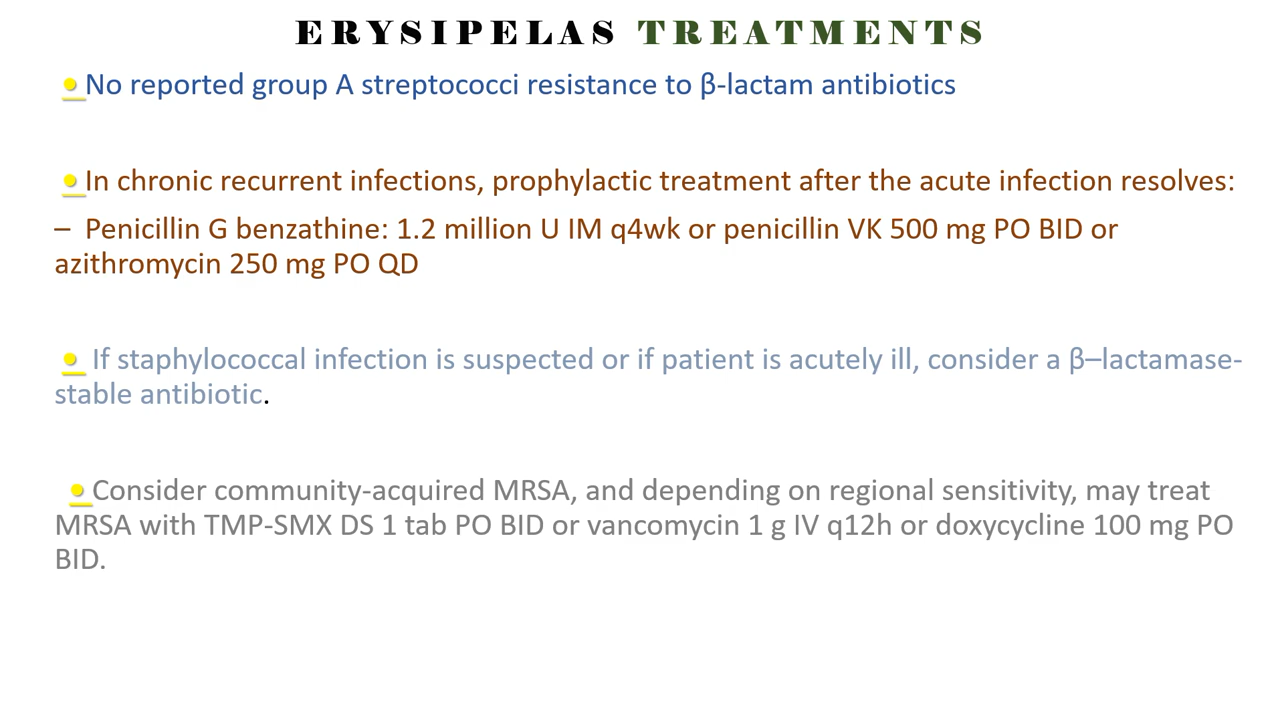 ERYSIPELAS TREATMENTS
• No reported group A streptococci resistance to β-lactam antibiotics
• In chronic recurrent infections, prophylactic treatment after the acute infection resolves:
– Penicillin G benzathine: 1.2 million U IM q4wk or penicillin VK 500 mg PO BID or
azithromycin 250 mg PO QD
• If staphylococcal infection is suspected or if patient is acutely ill, consider a β–lactamase-
stable antibiotic.
• Consider community-acquired MRSA, and depending on regional sensitivity, may treat
MRSA with TMP-SMX DS 1 tab PO BID or vancomycin 1 g IV q12h or doxycycline 100 mg PO
BID.